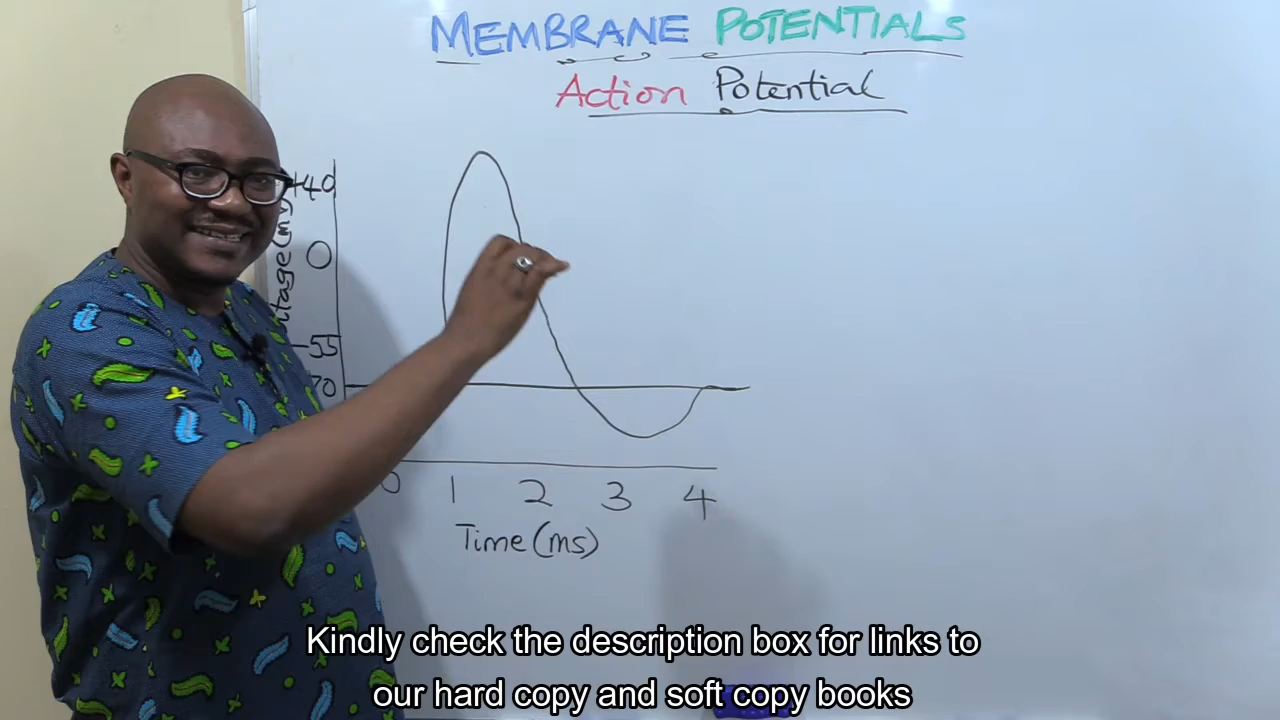 MEMBRANE POTENTIALS
Action Potential
+40
0
-55
70
0 1 2 3 4
Time (ms)
Kindly check the description box for links to
our hard copy and soft copy books